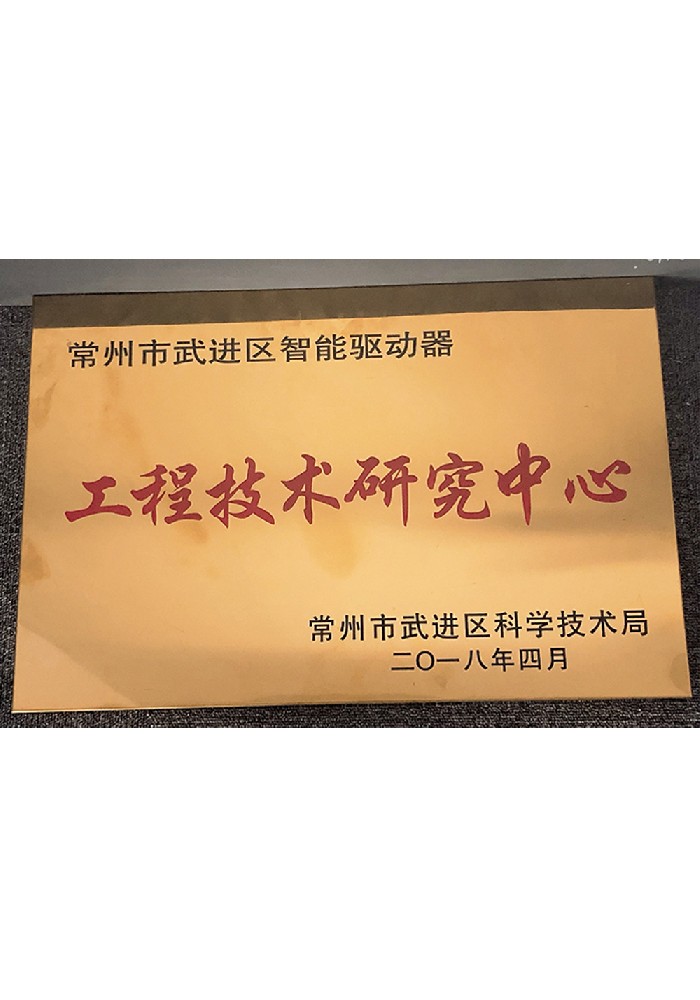 常州市武进区智能驱动器
工程技术研究中心
常州市武进区科学技术局
二〇一八年四月